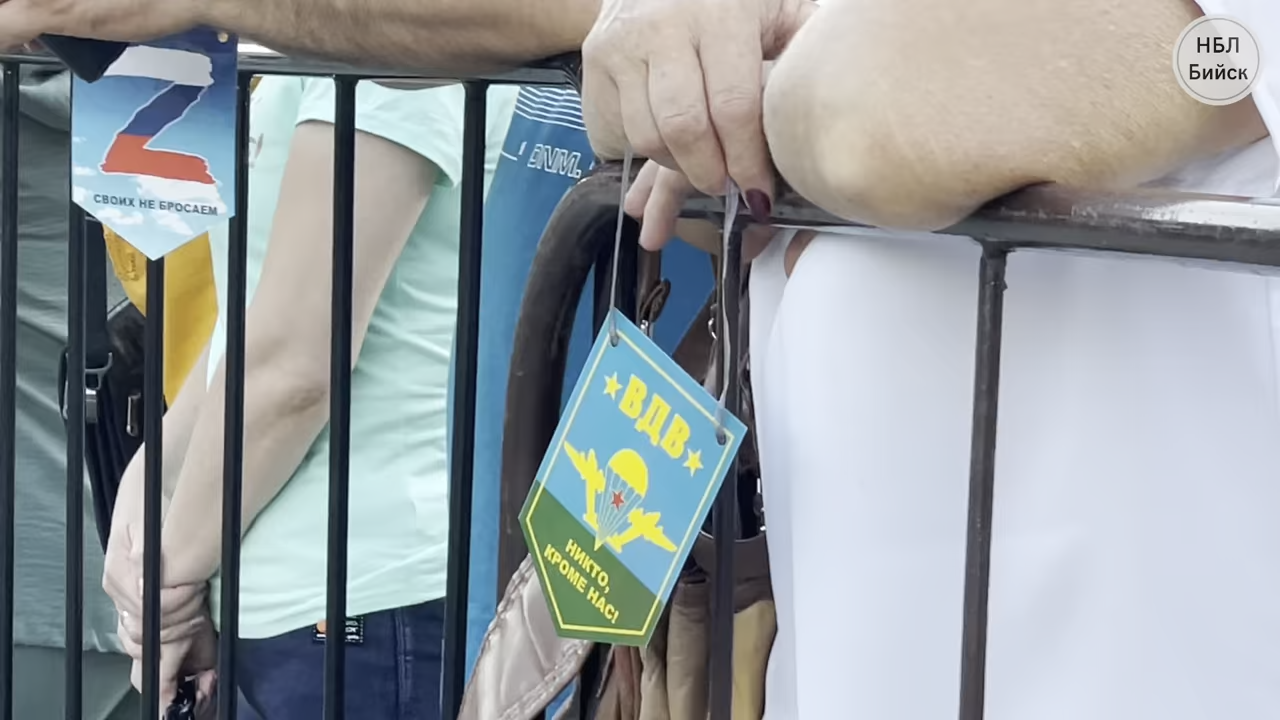 НБЛ
Бийск
Z
СВОИХ НЕ БРОСАЕМ
ВДВ
НИКТО,
КРОМЕ НАС!